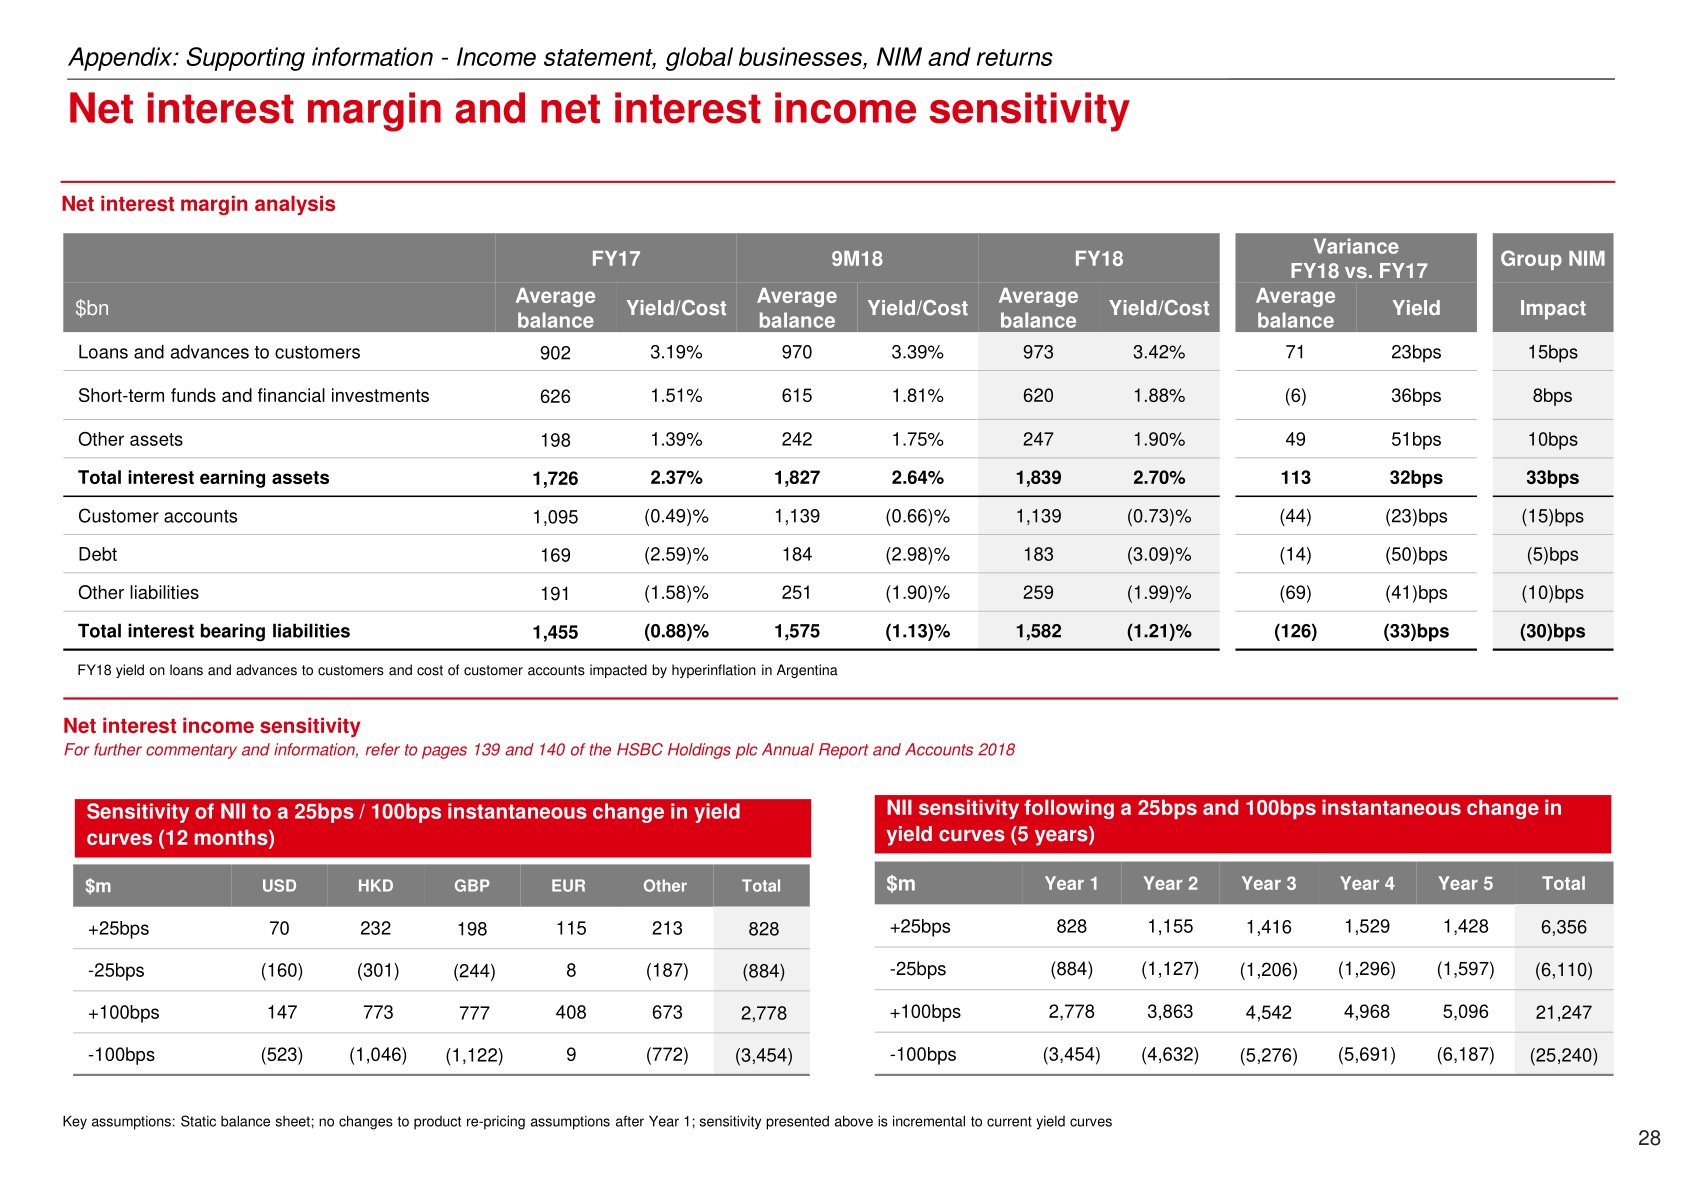 Appendix: Supporting information - Income statement, global businesses, NIM and returns
Net interest margin and net interest income sensitivity
Net interest margin analysis
FY17 9M18 FY18 Variance FY18 vs. FY17 Group NIM
$bn Average balance Yield/Cost Average balance Yield/Cost Average balance Yield/Cost Average balance Yield Impact
Loans and advances to customers 902 3.19% 970 3.39% 973 3.42% 71 23bps 15bps
Short-term funds and financial investments 626 1.51% 615 1.81% 620 1.88% (6) 36bps 8bps
Other assets 198 1.39% 242 1.75% 247 1.90% 49 51bps 10bps
Total interest earning assets 1,726 2.37% 1,827 2.64% 1,839 2.70% 113 32bps 33bps
Customer accounts 1,095 (0.49)% 1,139 (0.66)% 1,139 (0.73)% (44) (23)bps (15)bps
Debt 169 (2.59)% 184 (2.98)% 183 (3.09)% (14) (50)bps (5)bps
Other liabilities 191 (1.58)% 251 (1.90)% 259 (1.99)% (69) (41)bps (10)bps
Total interest bearing liabilities 1,455 (0.88)% 1,575 (1.13)% 1,582 (1.21)% (126) (33)bps (30)bps
FY18 yield on loans and advances to customers and cost of customer accounts impacted by hyperinflation in Argentina
Net interest income sensitivity
For further commentary and information, refer to pages 139 and 140 of the HSBC Holdings plc Annual Report and Accounts 2018
Sensitivity of NII to a 25bps / 100bps instantaneous change in yield
curves (12 months)
$m USD HKD GBP EUR Other Total
+25bps 70 232 198 115 213 828
-25bps (160) (301) (244) 8 (187) (884)
+100bps 147 773 777 408 673 2,778
-100bps (523) (1,046) (1,122) 9 (772) (3,454)
NII sensitivity following a 25bps and 100bps instantaneous change in
yield curves (5 years)
$m Year 1 Year 2 Year 3 Year 4 Year 5 Total
+25bps 828 1,155 1,416 1,529 1,428 6,356
-25bps (884) (1,127) (1,206) (1,296) (1,597) (6,110)
+100bps 2,778 3,863 4,542 4,968 5,096 21,247
-100bps (3,454) (4,632) (5,276) (5,691) (6,187) (25,240)
Key assumptions: Static balance sheet; no changes to product re-pricing assumptions after Year 1; sensitivity presented above is incremental to current yield curves
28